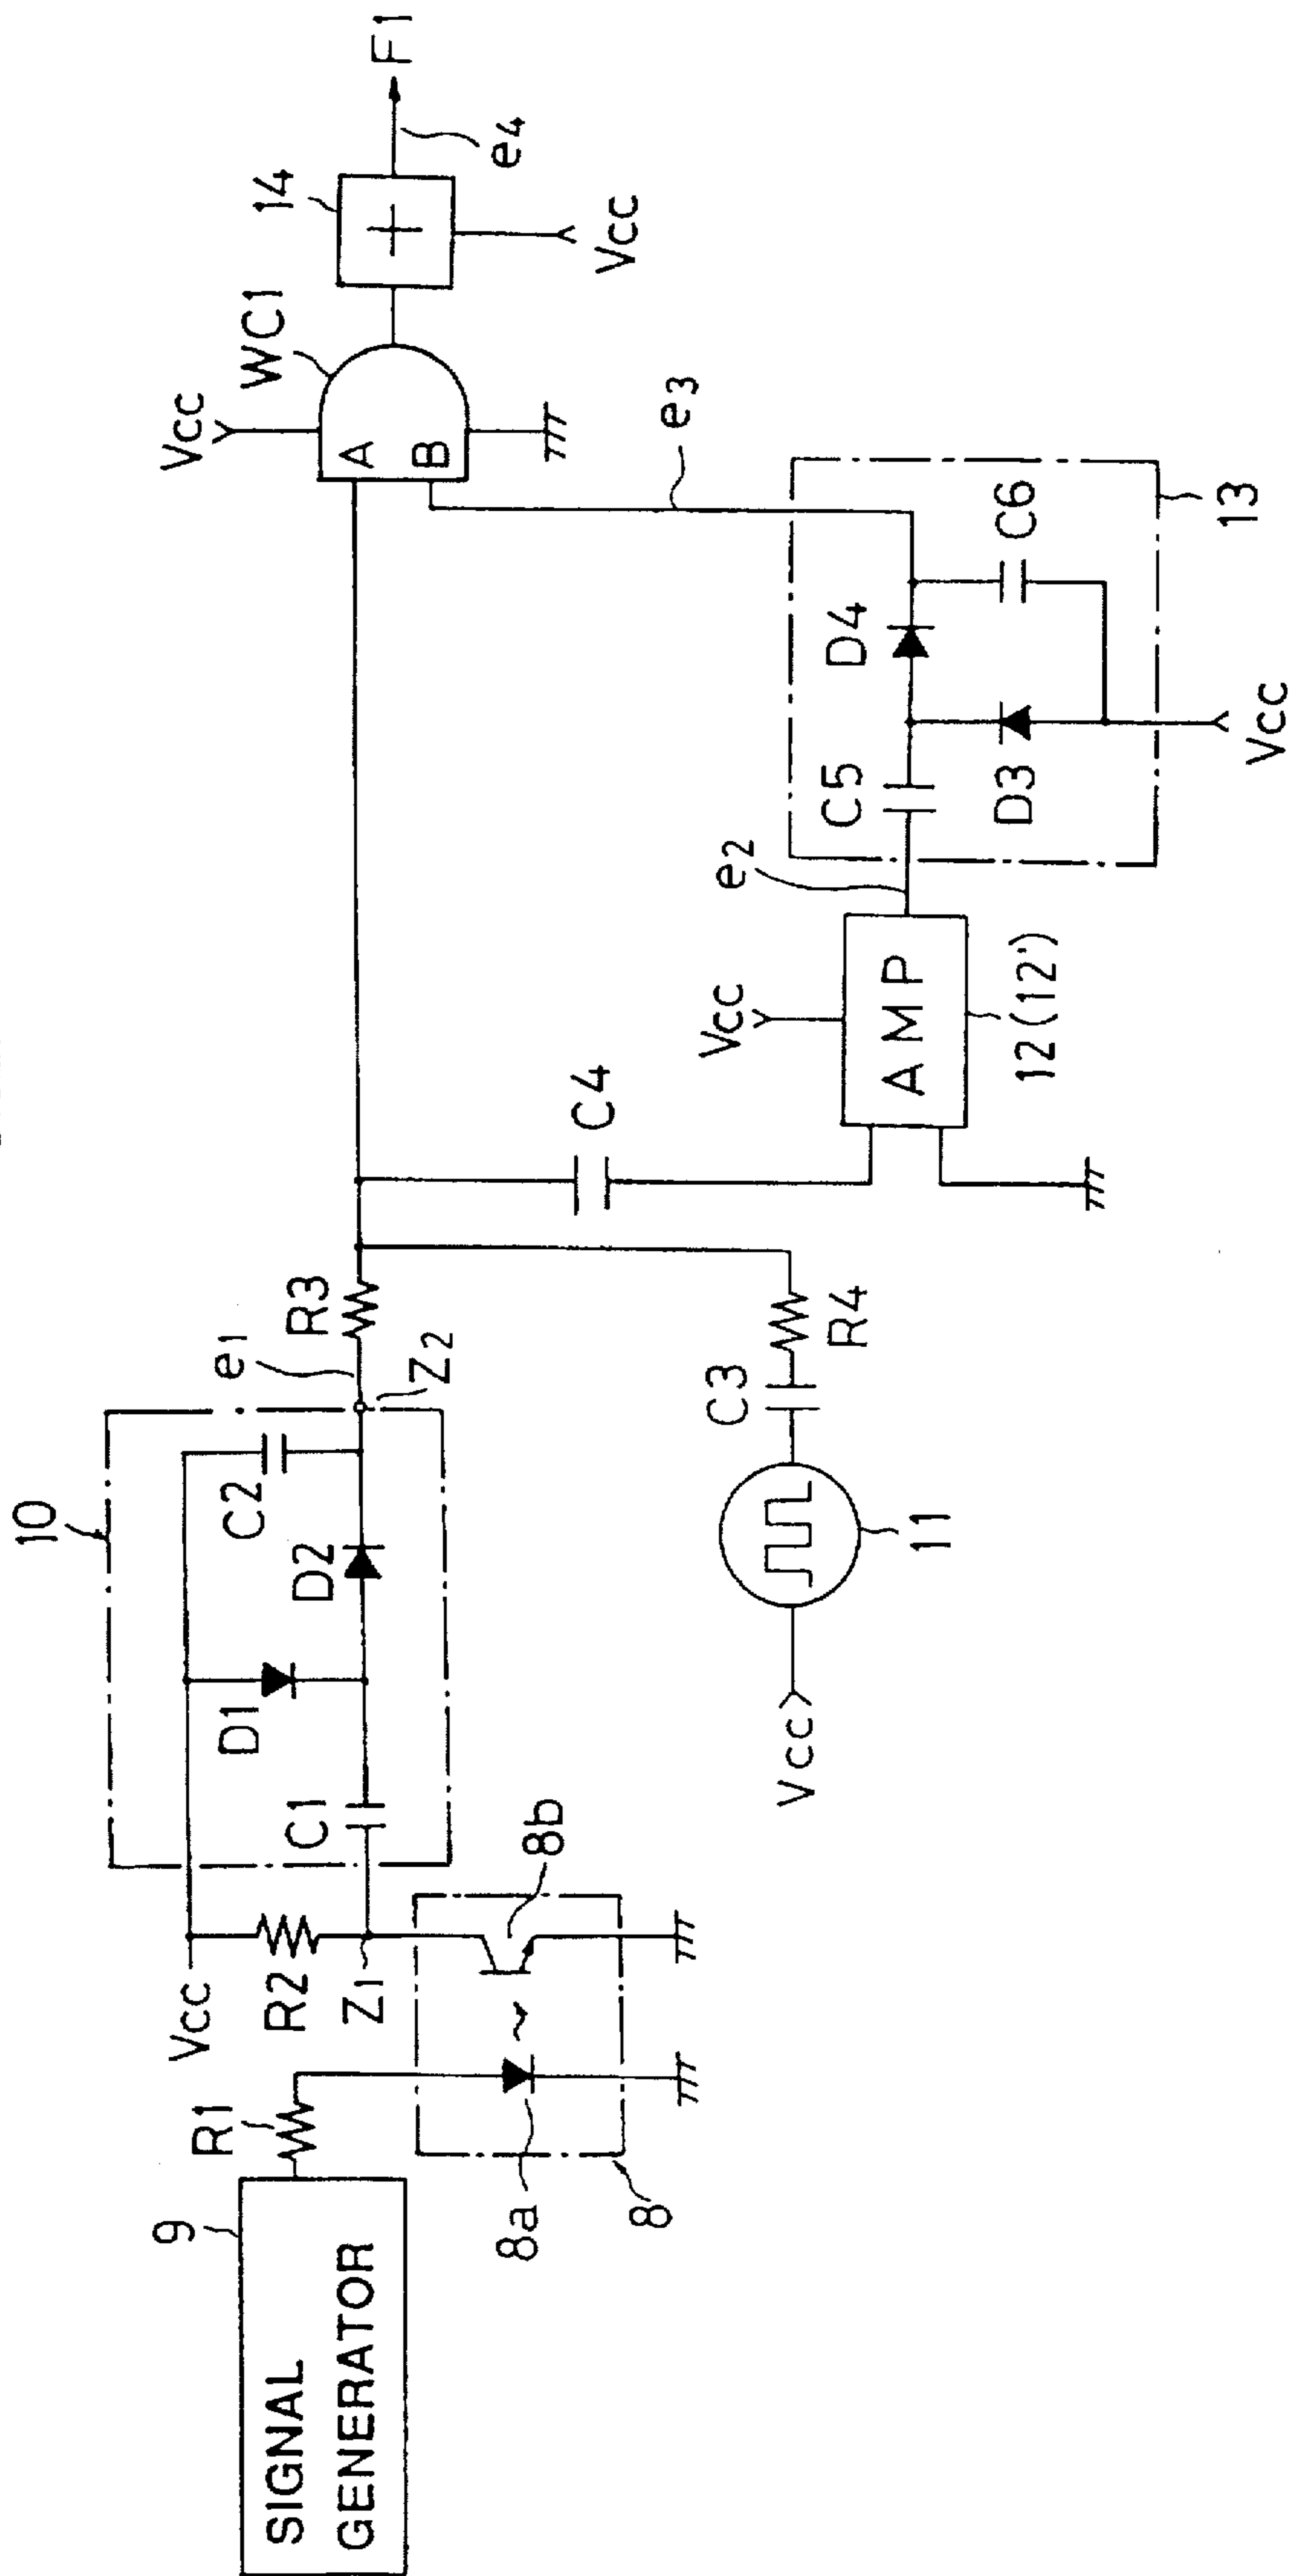 SIGNAL
GENERATOR
9
R1
8a
8
8b
Vcc
R2
Z1
10
C1
D1
D2
C2
e1
Z2
R3
Vcc
11
C3
R4
C4
Vcc
AMP
12(12')
e2
13
C5
D3
D4
C6
Vcc
e3
Vcc
A
B
WC1
14
+
Vcc
e4
F1